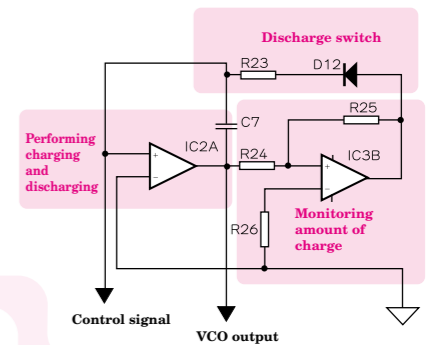 Discharge switch
R23
D12
R25
C7
Performing
charging
and
discharging
+
−
IC2A
R24
+
−
IC3B
R26
Monitoring
amount of
charge
Control signal
VCO output